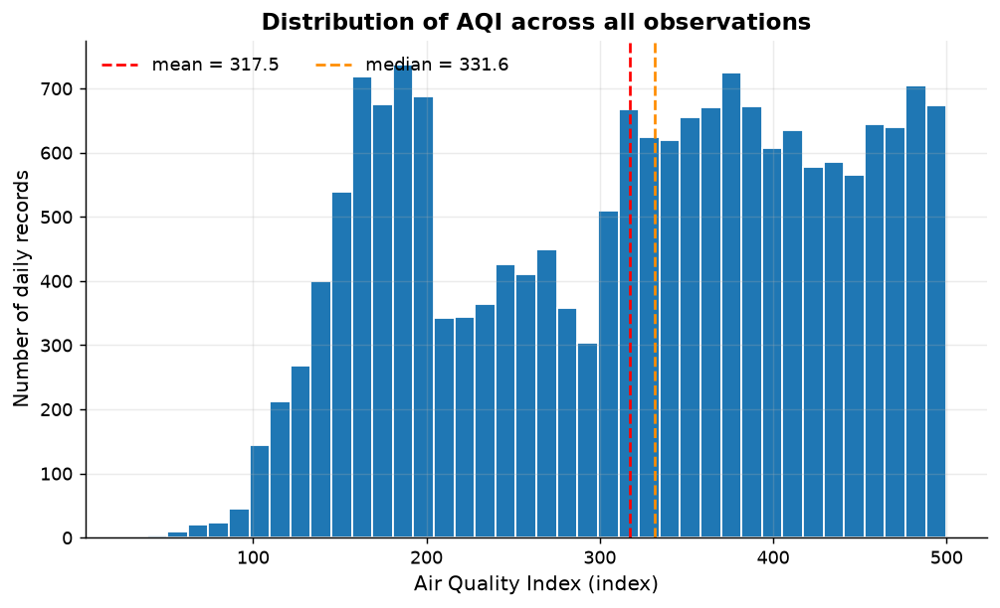 Distribution of AQI across all observations
mean = 317.5
median = 331.6
Number of daily records
700
600
500
400
300
200
100
0
100
200
300
400
500
Air Quality Index (index)